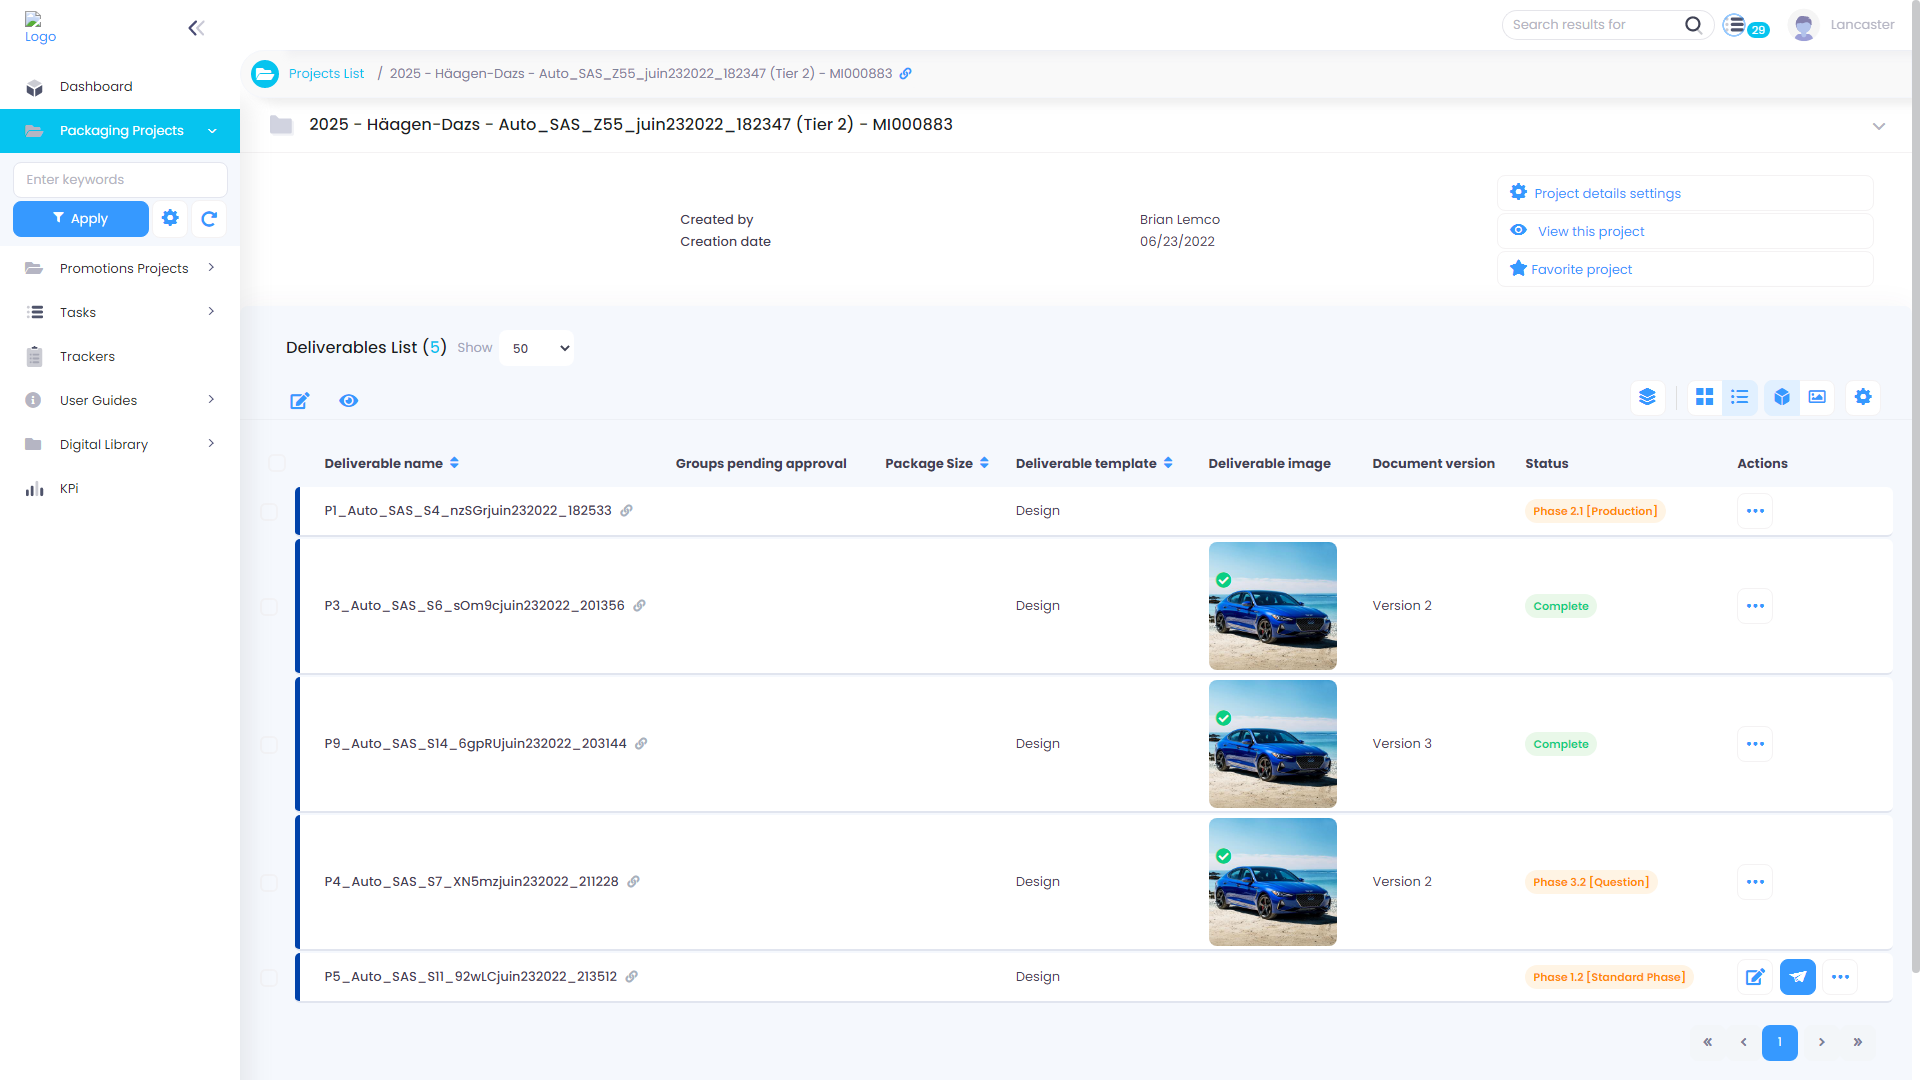 Logo
Search results for
29
Lancaster
Dashboard
Packaging Projects
Enter keywords
Apply
Promotions Projects
Tasks
Trackers
User Guides
Digital Library
KPi
Projects List / 2025 - Häagen-Dazs - Auto_SAS_Z55_juin232022_182347 (Tier 2) - MI000883
2025 - Häagen-Dazs - Auto_SAS_Z55_juin232022_182347 (Tier 2) - MI000883
Created by Brian Lemco
Creation date 06/23/2022
Project details settings
View this project
Favorite project
Deliverables List (5) Show 50
Deliverable name Groups pending approval Package Size Deliverable template Deliverable image Document version Status Actions
P1_Auto_SAS_S4_nzSGrjuin232022_182533 Design Phase 2.1 [Production]
P3_Auto_SAS_S6_sOm9cjuin232022_201356 Design Version 2 Complete
P9_Auto_SAS_S14_6gpRUjuin232022_203144 Design Version 3 Complete
P4_Auto_SAS_S7_XN5mzjuin232022_211228 Design Version 2 Phase 3.2 [Question]
P5_Auto_SAS_S11_92wLCjuin232022_213512 Design Phase 1.2 [Standard Phase]
« ‹ 1 › »